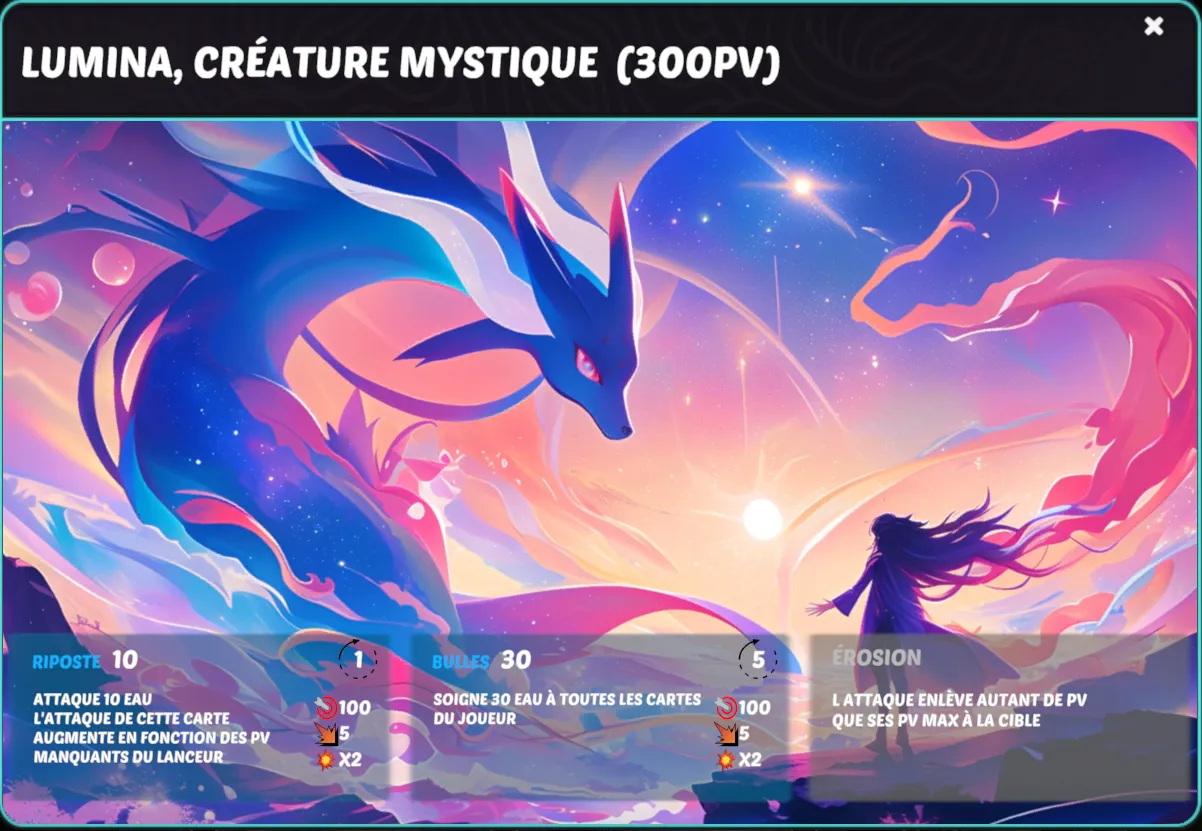 LUMINA, CRÉATURE MYSTIQUE (300PV)
RIPOSTE 10
1
ATTAQUE 10 EAU
L'ATTAQUE DE CETTE CARTE
AUGMENTE EN FONCTION DES PV
MANQUANTS DU LANCEUR
100
5
X2
BULLES 30
5
SOIGNE 30 EAU À TOUTES LES CARTES
DU JOUEUR
100
5
X2
ÉROSION
L ATTAQUE ENLÈVE AUTANT DE PV
QUE SES PV MAX À LA CIBLE